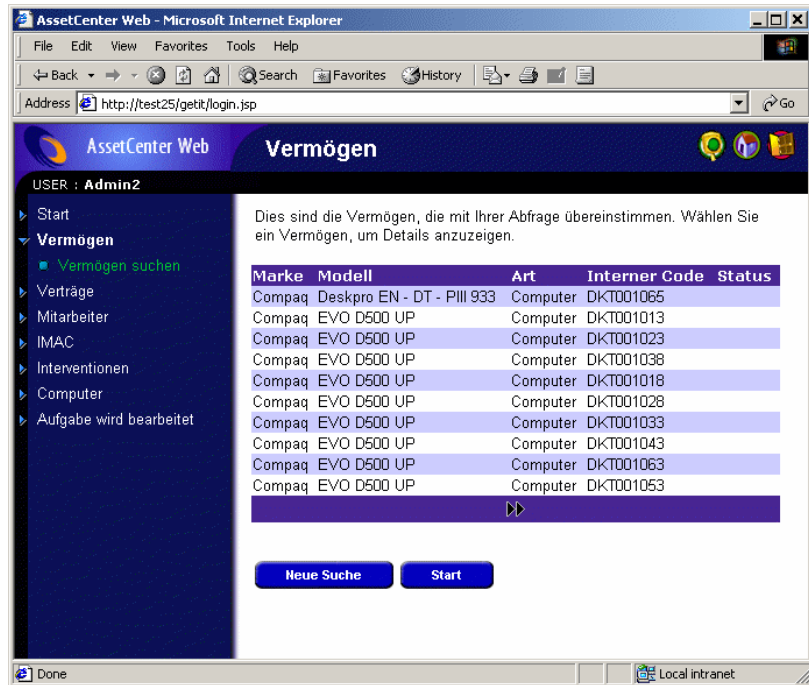 AssetCenter Web - Microsoft Internet Explorer
File Edit View Favorites Tools Help
Back Search Favorites History
Address http://test25/getit/login.jsp Go
AssetCenter Web Vermögen
USER : Admin2
Start
Vermögen
Vermögen suchen
Verträge
Mitarbeiter
IMAC
Interventionen
Computer
Aufgabe wird bearbeitet
Dies sind die Vermögen, die mit Ihrer Abfrage übereinstimmen. Wählen Sie
ein Vermögen, um Details anzuzeigen.
Marke Modell Art Interner Code Status
Compaq Deskpro EN - DT - PIII 933 Computer DKT001065
Compaq EVO D500 UP Computer DKT001013
Compaq EVO D500 UP Computer DKT001023
Compaq EVO D500 UP Computer DKT001038
Compaq EVO D500 UP Computer DKT001018
Compaq EVO D500 UP Computer DKT001028
Compaq EVO D500 UP Computer DKT001033
Compaq EVO D500 UP Computer DKT001043
Compaq EVO D500 UP Computer DKT001063
Compaq EVO D500 UP Computer DKT001053
Neue Suche Start
Done Local intranet